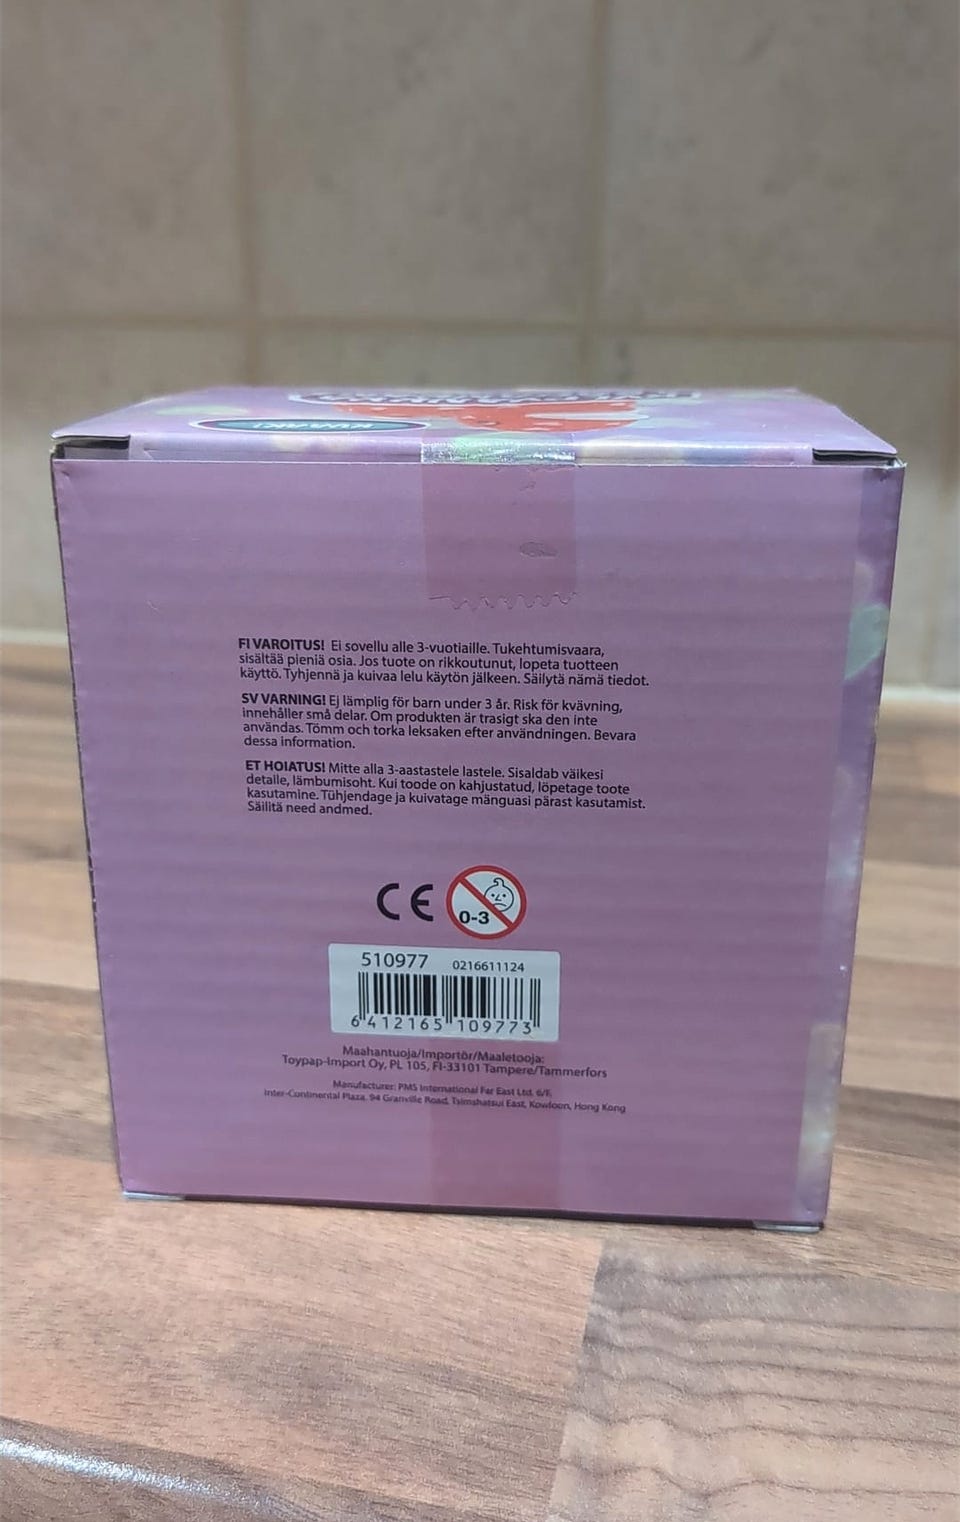 FI VAROITUS! Ei sovellu alle 3-vuotiaille. Tukehtumisvaara,
sisältää pieniä osia. Jos tuote on rikkoutunut, lopeta tuotteen
käyttö. Tyhjennä ja kuivaa lelu käytön jälkeen. Säilytä nämä tiedot.
SV VARNING! Ej lämplig för barn under 3 år. Risk för kvävning,
innehåller små delar. Om produkten är trasigt ska den inte
användas. Tömm och torka leksaken efter användningen. Bevara
dessa information.
ET HOIATUS! Mitte alla 3-aastastele lastele. Sisaldab väikesi
detaile, lämbumisoht. Kui toode on kahjustatud, lõpetage toote
kasutamine. Tühjendage ja kuivatage mänguasi pärast kasutamist.
Säilitä need andmed.
CE
0-3
510977 0216611124
6 412165 109773
Maahantuoja/Importör/Maaletooja:
Toypap-Import Oy, PL 105, FI-33101 Tampere/Tammerfors
Manufacturer: PMS International Far East Ltd. 6/F,
Inter-Continental Plaza, 94 Granville Road, Tsimshatsui East, Kowloon, Hong Kong